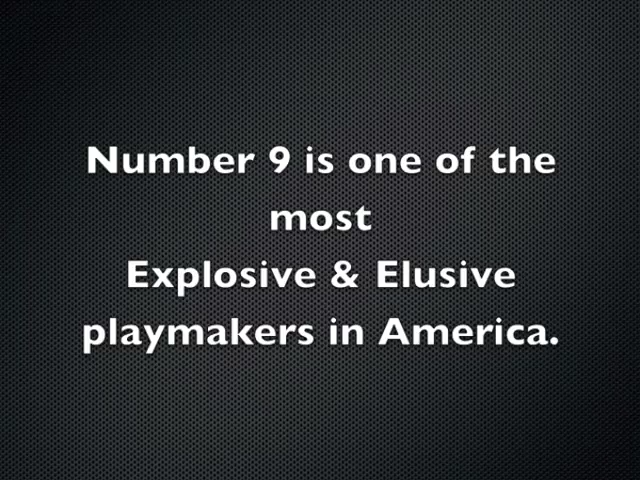 Number 9 is one of the
most
Explosive & Elusive
playmakers in America.